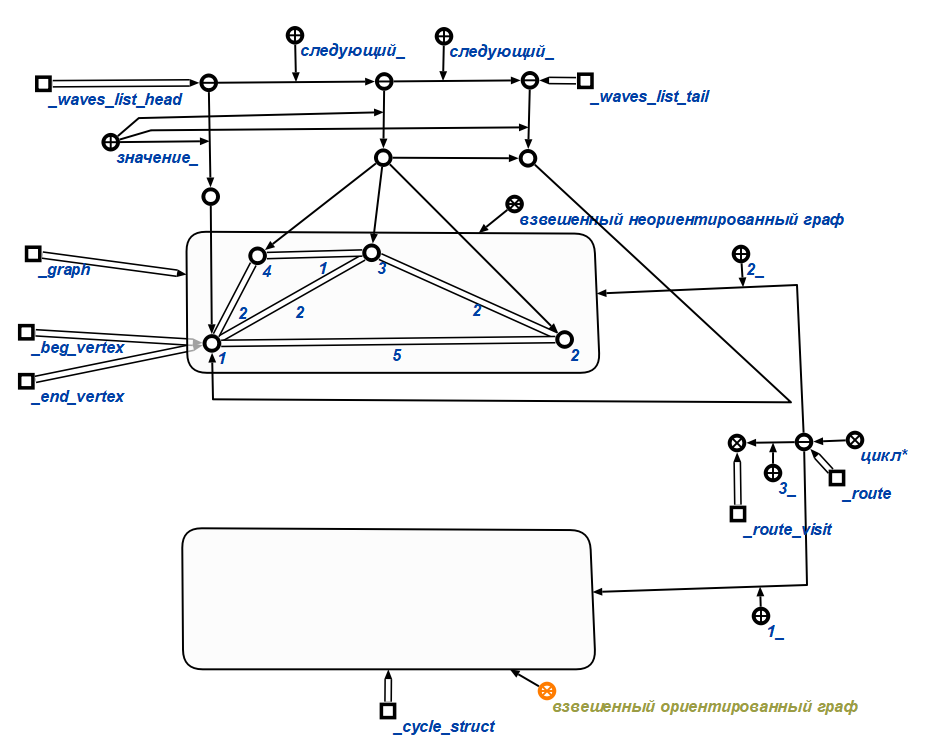 следующий_
следующий_
_waves_list_head
_waves_list_tail
значение_
взвешенный неориентированный граф
_graph
4
1
3
2_
2
2
2
_beg_vertex
1
5
2
_end_vertex
цикл*
3_
_route
_route_visit
1_
взвешенный ориентированный граф
_cycle_struct